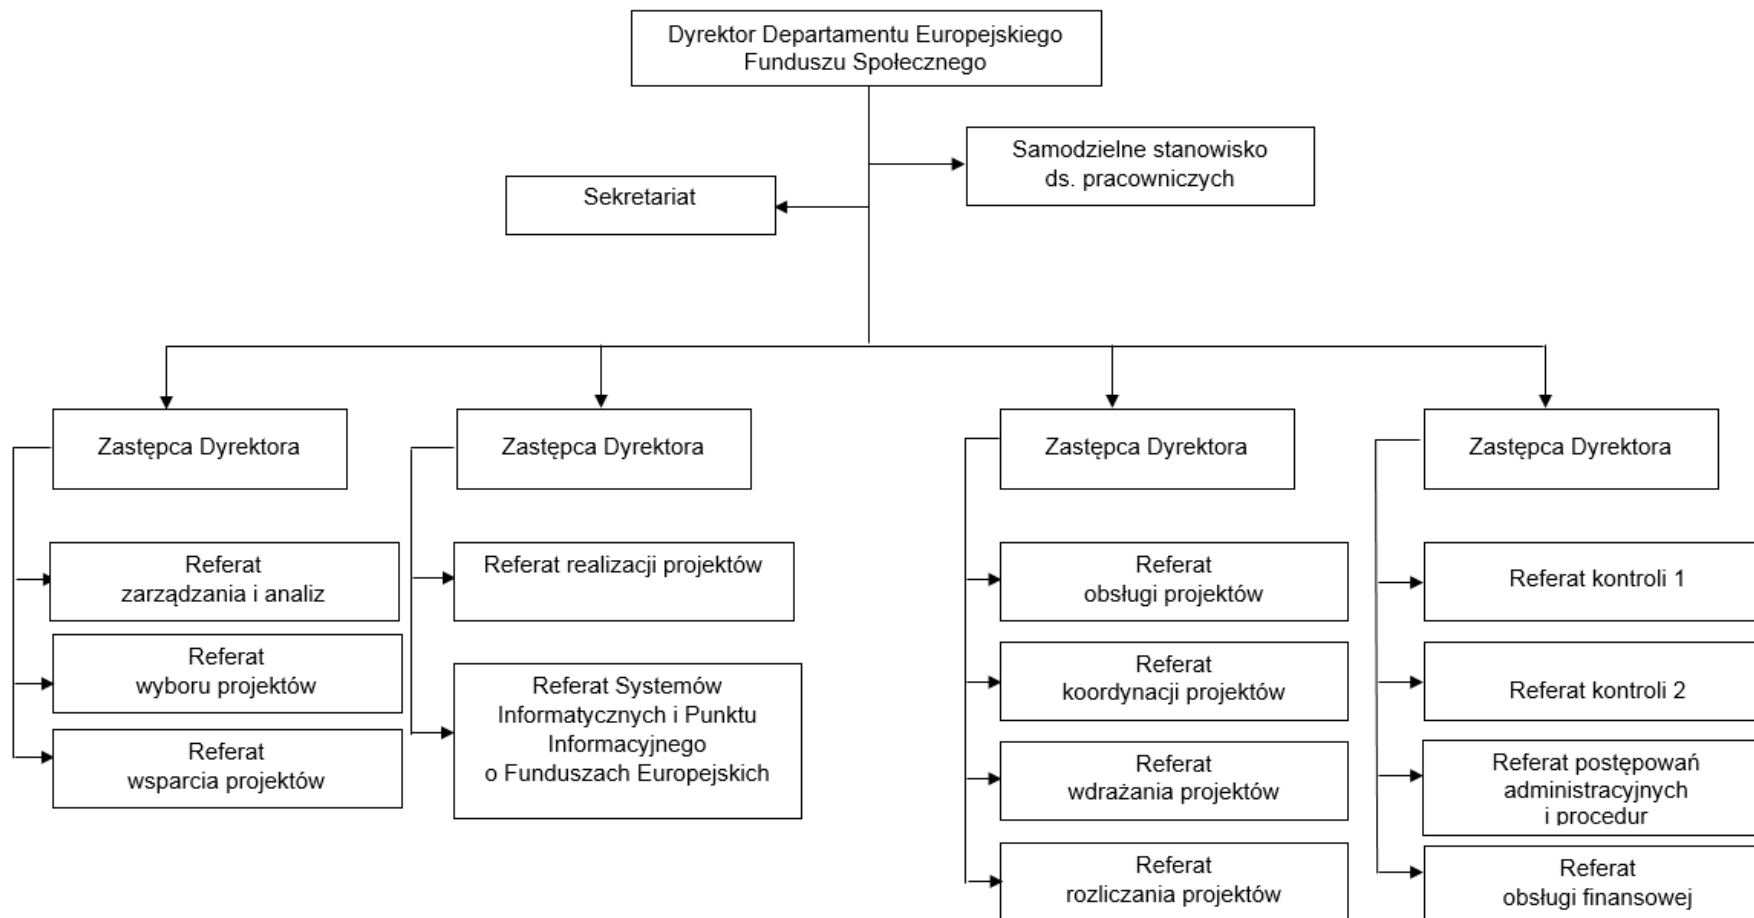 Dyrektor Departamentu Europejskiego
Funduszu Społecznego
Samodzielne stanowisko
ds. pracowniczych
Sekretariat
Zastępca Dyrektora
Referat
zarządzania i analiz
Referat
wyboru projektów
Referat
wsparcia projektów
Zastępca Dyrektora
Referat realizacji projektów
Referat Systemów
Informatycznych i Punktu
Informacyjnego
o Funduszach Europejskich
Zastępca Dyrektora
Referat
obsługi projektów
Referat
koordynacji projektów
Referat
wdrażania projektów
Referat
rozliczania projektów
Zastępca Dyrektora
Referat kontroli 1
Referat kontroli 2
Referat postępowań
administracyjnych
i procedur
Referat
obsługi finansowej